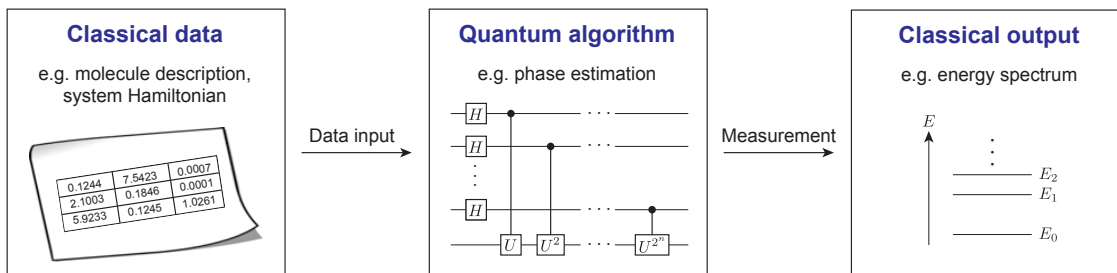 Classical data
e.g. molecule description,
system Hamiltonian
0.1244 7.5423 0.0007
2.1003 0.1846 0.0001
5.9233 0.1245 1.0261
Data input
Quantum algorithm
e.g. phase estimation
H
H
H
U U² U²ⁿ
Measurement
Classical output
e.g. energy spectrum
E
E₂
E₁
E₀